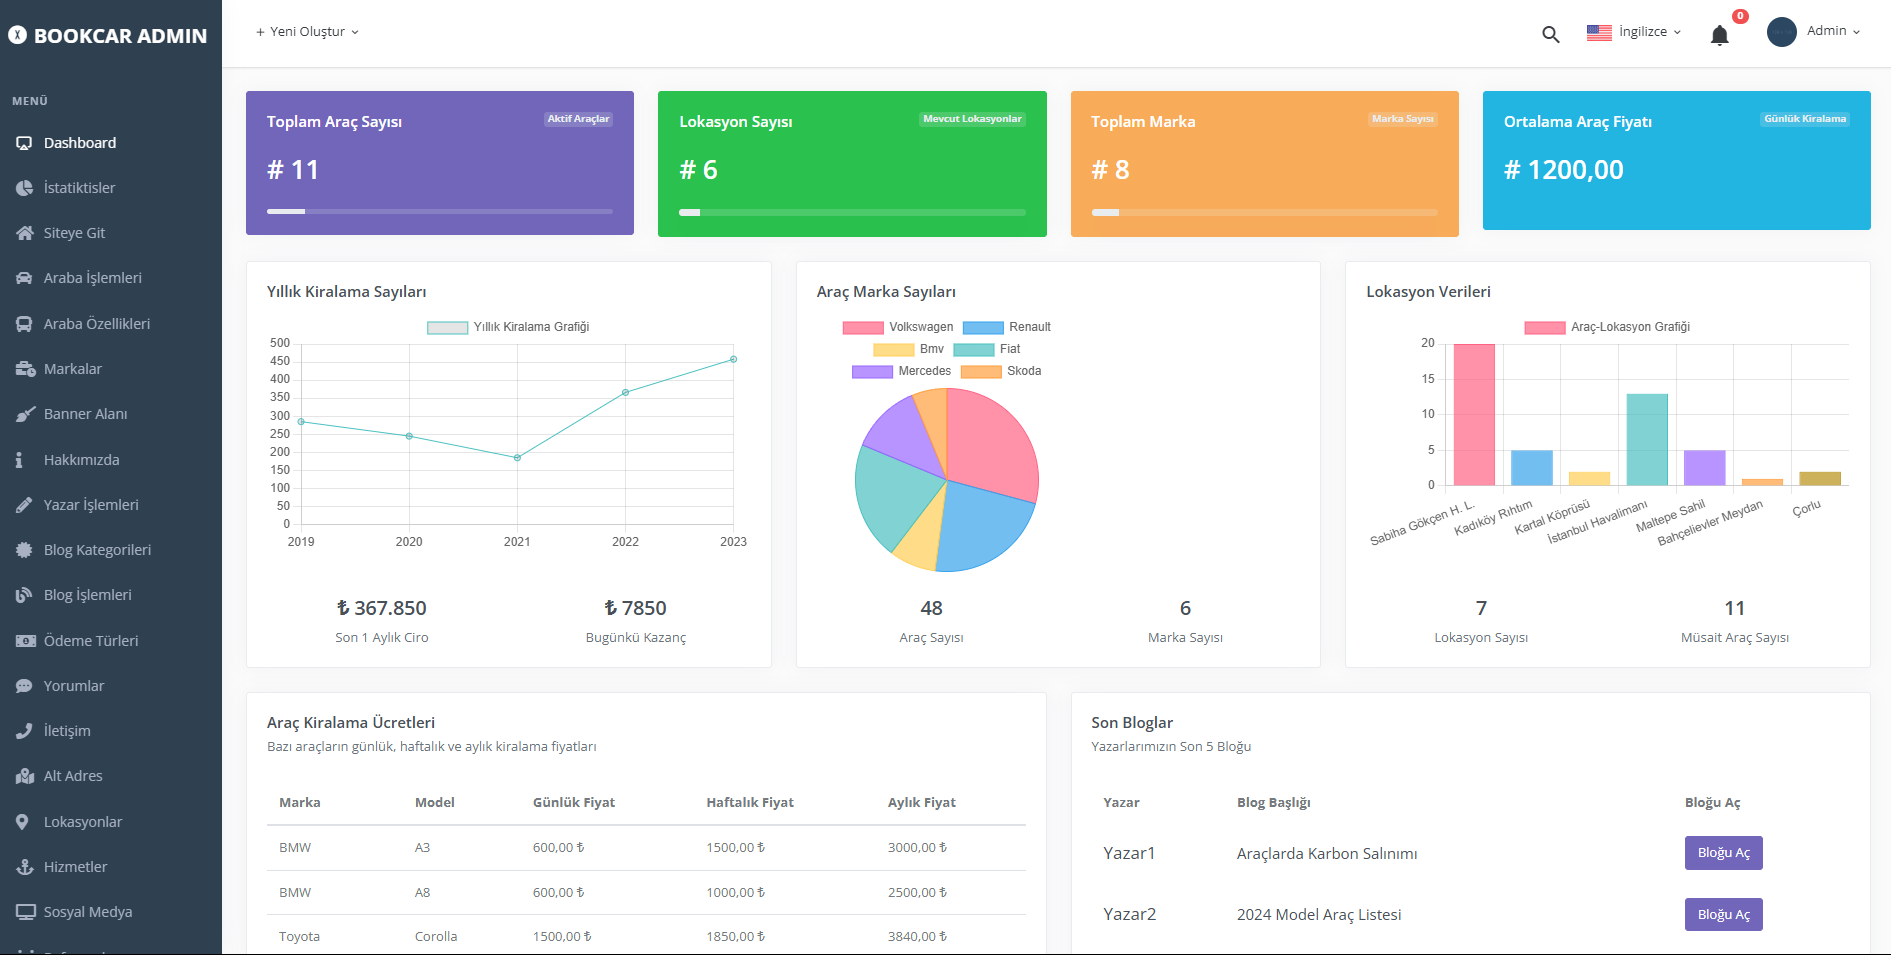 BOOKCAR ADMIN
+ Yeni Oluştur
İngilizce
0
Admin
MENÜ
Dashboard
İstatiktisler
Siteye Git
Araba İşlemleri
Araba Özellikleri
Markalar
Banner Alanı
Hakkımızda
Yazar İşlemleri
Blog Kategorileri
Blog İşlemleri
Ödeme Türleri
Yorumlar
İletişim
Alt Adres
Lokasyonlar
Hizmetler
Sosyal Medya
Toplam Araç Sayısı
Aktif Araçlar
# 11
Lokasyon Sayısı
Mevcut Lokasyonlar
# 6
Toplam Marka
Marka Sayısı
# 8
Ortalama Araç Fiyatı
Günlük Kiralama
# 1200,00
Yıllık Kiralama Sayıları
Yıllık Kiralama Grafiği
500
450
400
350
300
250
200
150
100
50
0
2019 2020 2021 2022 2023
₺ 367.850
Son 1 Aylık Ciro
₺ 7850
Bugünkü Kazanç
Araç Marka Sayıları
Volkswagen Renault
Bmv Fiat
Mercedes Skoda
48
Araç Sayısı
6
Marka Sayısı
Lokasyon Verileri
Araç-Lokasyon Grafiği
20
15
10
5
0
Sabiha Gökçen H. L.
Kadıköy Rıhtım
Kartal Köprüsü
İstanbul Havalimanı
Maltepe Sahil
Bahçelievler Meydan
Çorlu
7
Lokasyon Sayısı
11
Müsait Araç Sayısı
Araç Kiralama Ücretleri
Bazı araçların günlük, haftalık ve aylık kiralama fiyatları
Marka Model Günlük Fiyat Haftalık Fiyat Aylık Fiyat
BMW A3 600,00 ₺ 1500,00 ₺ 3000,00 ₺
BMW A8 600,00 ₺ 1000,00 ₺ 2500,00 ₺
Toyota Corolla 1500,00 ₺ 1850,00 ₺ 3840,00 ₺
Son Bloglar
Yazarlarımızın Son 5 Bloğu
Yazar Blog Başlığı Bloğu Aç
Yazar1 Araçlarda Karbon Salınımı Bloğu Aç
Yazar2 2024 Model Araç Listesi Bloğu Aç